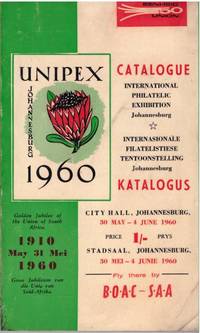 UNIPEX
JOHANNESBURG
1960
Golden Jubilee of
the Union of South
Africa
1910
May 31 Mei
1960
Goue Jubileum van
die Unie van
Suid-Afrika
CATALOGUE
INTERNATIONAL
PHILATELIC
EXHIBITION
Johannesburg
INTERNASIONALE
FILATELISTIESE
TENTOONSTELLING
Johannesburg
KATALOGUS
CITY HALL, JOHANNESBURG,
30 MAY - 4 JUNE 1960
PRICE 1/- PRYS
STADSAAL, JOHANNESBURG,
30 MEI - 4 JUNIE 1960
Fly there by
B·O·A·C - S·A·A